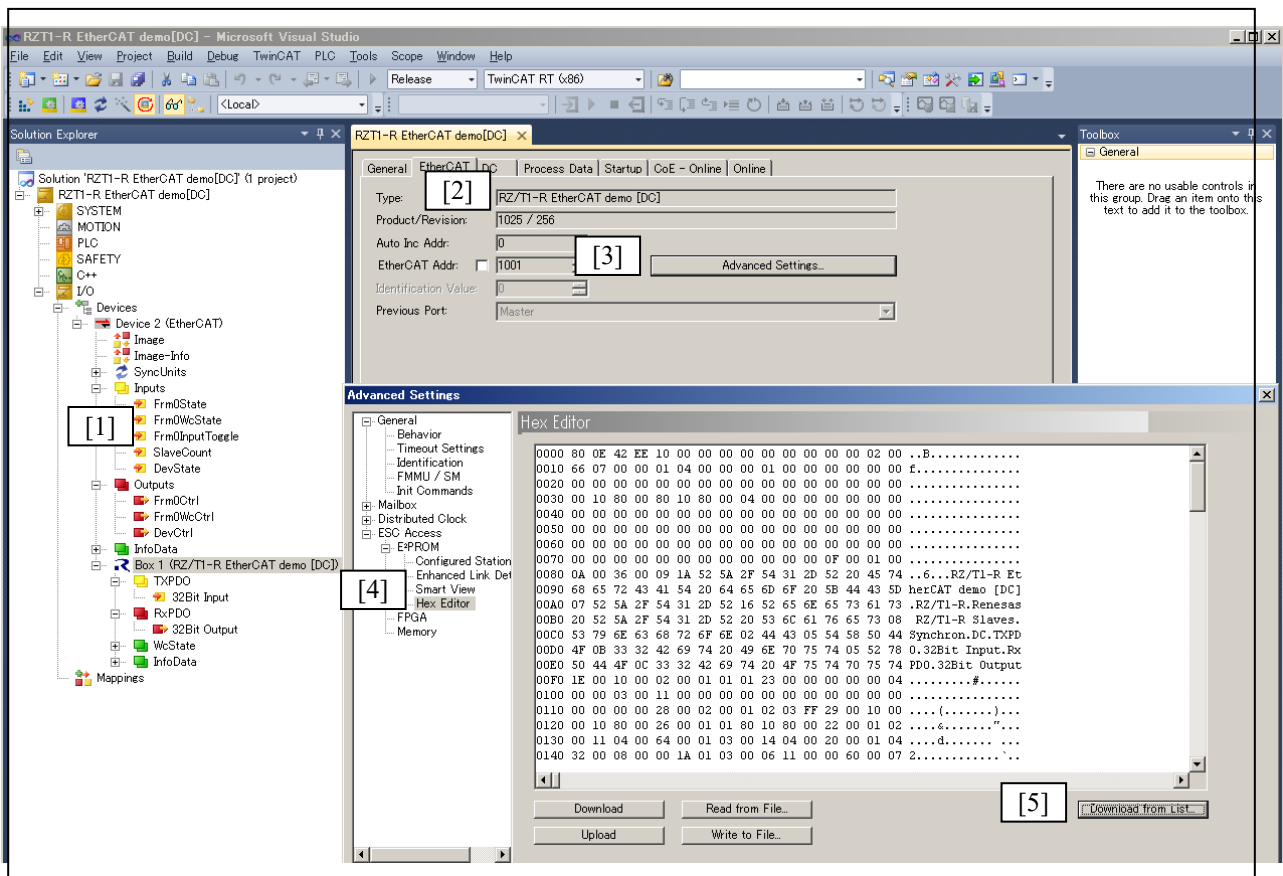 RZT1-R EtherCAT demo[DC] - Microsoft Visual Studio
File Edit View Project Build Debug TwinCAT PLC Tools Scope Window Help
Release TwinCAT RT (x86)
<Local>
Solution Explorer
Solution 'RZT1-R EtherCAT demo[DC]' (1 project)
RZT1-R EtherCAT demo[DC]
SYSTEM
MOTION
PLC
SAFETY
C++
I/O
Devices
Device 2 (EtherCAT)
Image
Image-Info
SyncUnits
Inputs
Frm0State
Frm0WcState
Frm0InputToggle
SlaveCount
DevState
[1]
Outputs
Frm0Ctrl
Frm0WcCtrl
DevCtrl
InfoData
Box 1 (RZ/T1-R EtherCAT demo [DC])
TXPDO
32Bit Input
RxPDO
32Bit Output
WcState
InfoData
Mappings
RZT1-R EtherCAT demo[DC]
General EtherCAT DC Process Data Startup CoE - Online Online
[2]
Type: RZ/T1-R EtherCAT demo [DC]
Product/Revision: 1025 / 256
Auto Inc Addr: 0
[3]
EtherCAT Addr: 1001 Advanced Settings...
Identification Value: 0
Previous Port: Master
Toolbox
General
There are no usable controls in
this group. Drag an item onto this
text to add it to the toolbox.
Advanced Settings
General
Behavior
Timeout Settings
Identification
FMMU / SM
Init Commands
Mailbox
Distributed Clock
ESC Access
E²PROM
Configured Station
Enhanced Link Det
Smart View
Hex Editor
FPGA
Memory
[4]
Hex Editor
0000 80 0E 42 EE 10 00 00 00 00 00 00 00 00 00 02 00 ..B.............
0010 66 07 00 00 01 04 00 00 00 01 00 00 00 00 00 00 f...............
0020 00 00 00 00 00 00 00 00 00 00 00 00 00 00 00 00 ................
0030 00 10 80 00 80 10 80 00 04 00 00 00 00 00 00 00 ................
0040 00 00 00 00 00 00 00 00 00 00 00 00 00 00 00 00 ................
0050 00 00 00 00 00 00 00 00 00 00 00 00 00 00 00 00 ................
0060 00 00 00 00 00 00 00 00 00 00 00 00 00 00 00 00 ................
0070 00 00 00 00 00 00 00 00 00 00 00 00 0F 00 01 00 ................
0080 0A 00 36 00 09 1A 52 5A 2F 54 31 2D 52 20 45 74 ..6...RZ/T1-R Et
0090 68 65 72 43 41 54 20 64 65 6D 6F 20 5B 44 43 5D herCAT demo [DC]
00A0 07 52 5A 2F 54 31 2D 52 16 52 65 6E 65 73 61 73 .RZ/T1-R.Renesas
00B0 20 52 5A 2F 54 31 2D 52 20 53 6C 61 76 65 73 08 RZ/T1-R Slaves.
00C0 53 79 6E 63 68 72 6F 6E 02 44 43 05 54 58 50 44 Synchron.DC.TXPD
00D0 4F 0B 33 32 42 69 74 20 49 6E 70 75 74 05 52 78 O.32Bit Input.Rx
00E0 50 44 4F 0C 33 32 42 69 74 20 4F 75 74 70 75 74 PDO.32Bit Output
00F0 1E 00 10 00 02 00 01 01 01 23 00 00 00 00 00 04 .........#......
0100 00 00 03 00 11 00 00 00 00 00 00 00 00 00 00 00 ................
0110 00 00 00 00 28 00 02 00 01 02 03 FF 29 00 10 00 ....(.......)...
0120 00 10 80 00 26 00 01 01 80 10 80 00 22 00 01 02 ....&......."...
0130 00 11 04 00 64 00 01 03 00 14 04 00 20 00 01 04 ....d....... ...
0140 32 00 08 00 00 1A 01 03 00 06 11 00 00 60 00 07 2............`..
Download Read from File... [5] Download from List...
Upload Write to File...